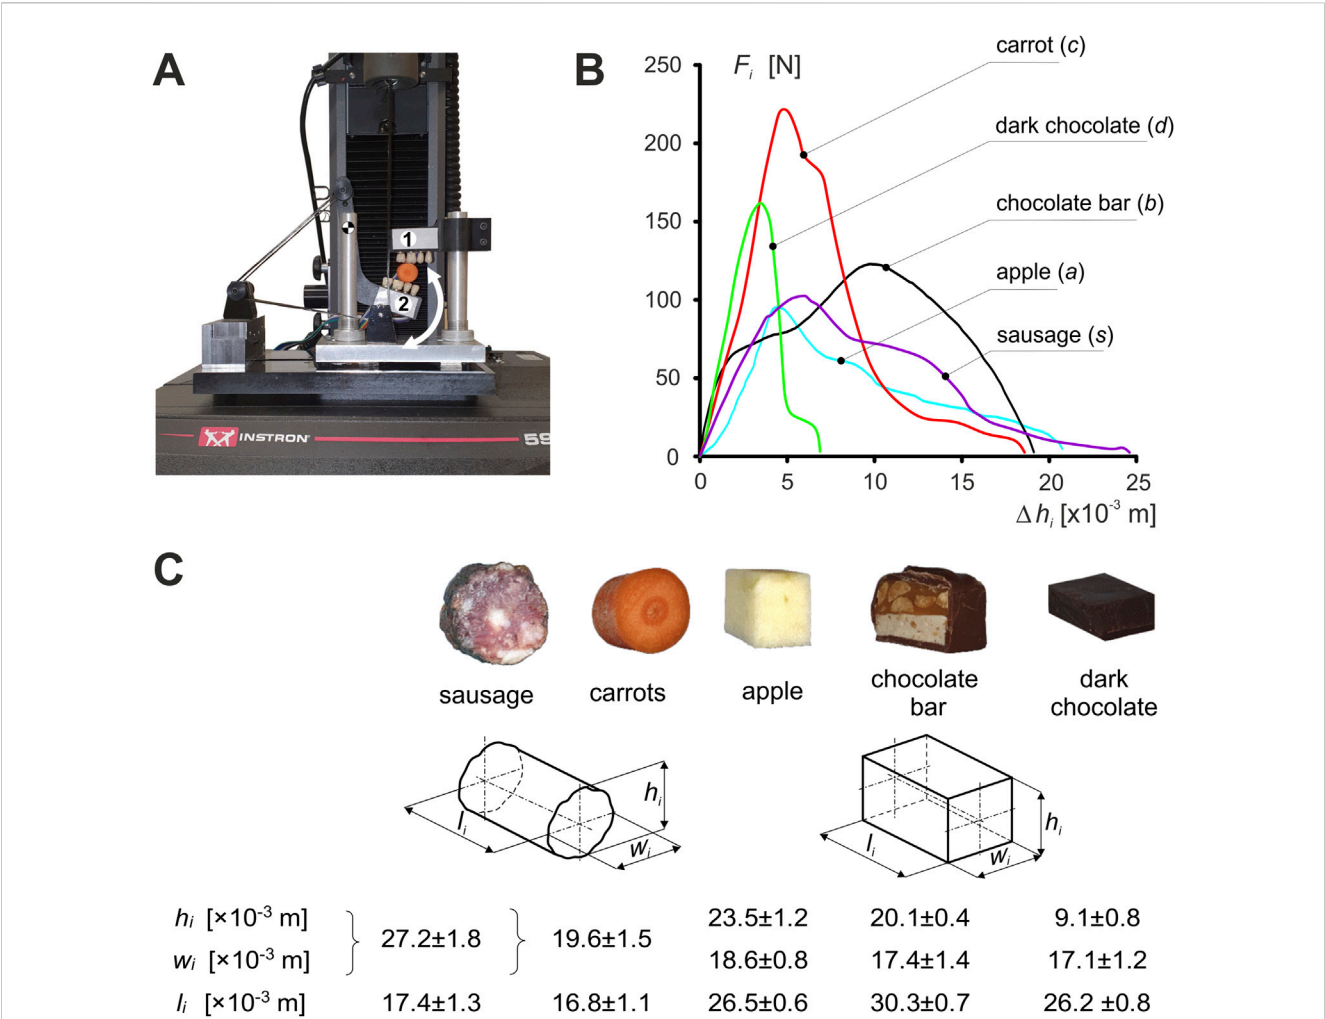 A
1
2
INSTRON®
59
B
F_i [N]
250
200
150
100
50
0
0 5 10 15 20 25
Δh_i [x10⁻³ m]
carrot (c)
dark chocolate (d)
chocolate bar (b)
apple (a)
sausage (s)
C
sausage carrots apple chocolate bar dark chocolate
l_i w_i h_i
l_i w_i h_i
h_i [×10⁻³ m] 23.5±1.2 20.1±0.4 9.1±0.8
27.2±1.8 19.6±1.5
w_i [×10⁻³ m] 18.6±0.8 17.4±1.4 17.1±1.2
l_i [×10⁻³ m] 17.4±1.3 16.8±1.1 26.5±0.6 30.3±0.7 26.2 ±0.8